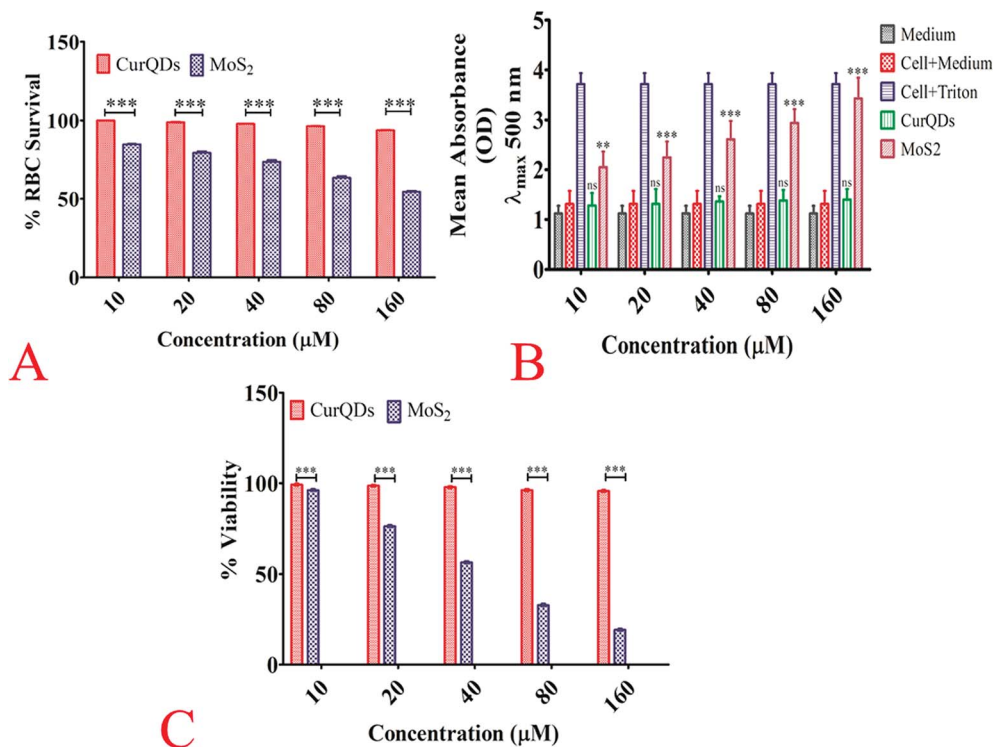 150
100
50
0
% RBC Survival
CurQDs MoS₂
*** *** *** *** ***
10 20 40 80 160
Concentration (µM)
A
5
4
3
2
1
0
Mean Absorbance
(OD)
λmax 500 nm
Medium
Cell+Medium
Cell+Triton
CurQDs
MoS2
** *** *** *** ***
ns ns ns ns ns
10 20 40 80 160
Concentration (µM)
B
150
100
50
0
% Viability
CurQDs MoS₂
*** *** *** *** ***
10 20 40 80 160
Concentration (µM)
C